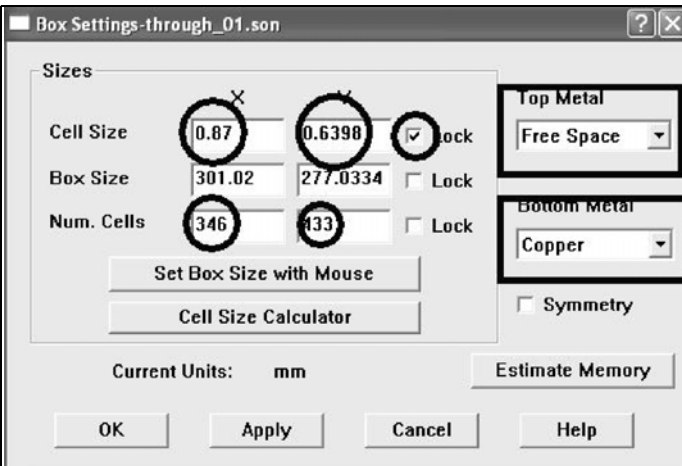 Box Settings-through_01.son
Sizes
X Y
Cell Size 0.87 0.6398 Lock
Box Size 301.02 277.0334 Lock
Num. Cells 346 433 Lock
Set Box Size with Mouse
Cell Size Calculator
Top Metal
Free Space
Bottom Metal
Copper
Symmetry
Current Units: mm
Estimate Memory
OK Apply Cancel Help